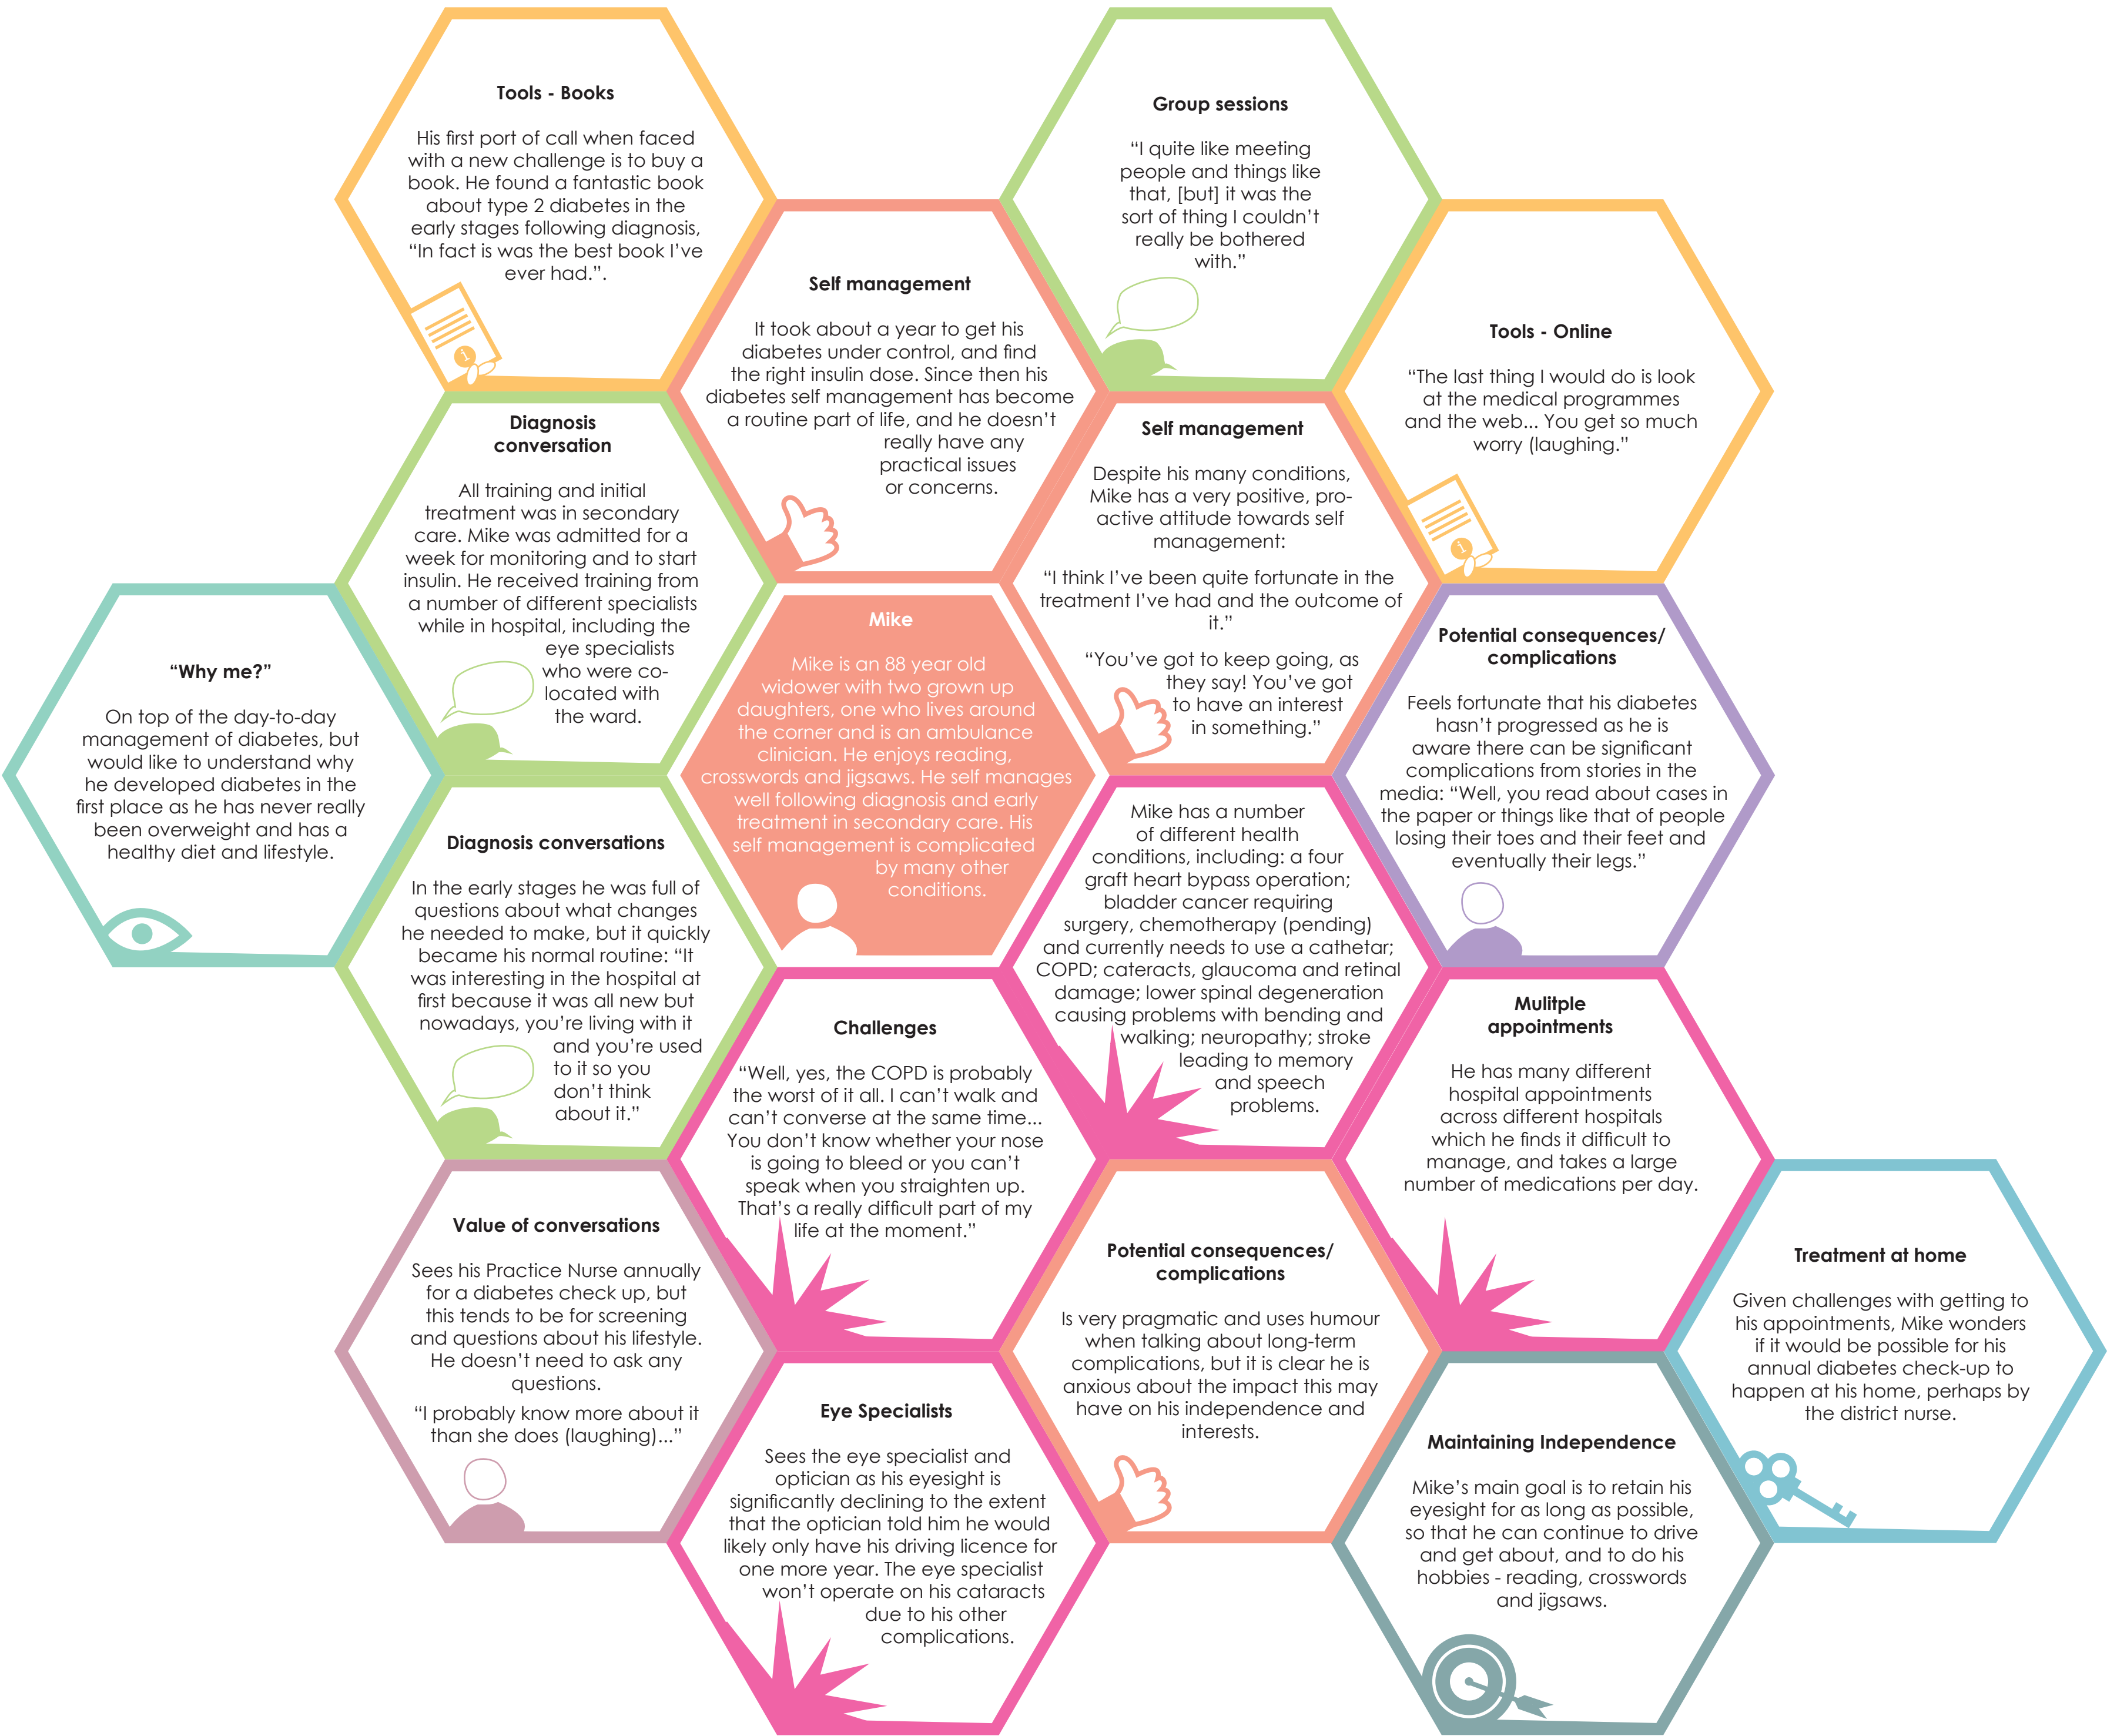 Tools - Books
His first port of call when faced
with a new challenge is to buy a
book. He found a fantastic book
about type 2 diabetes in the
early stages following diagnosis,
“In fact is was the best book I’ve
ever had.”.
Group sessions
“I quite like meeting
people and things like
that, [but] it was the
sort of thing I couldn’t
really be bothered
with.”
Self management
It took about a year to get his
diabetes under control, and find
the right insulin dose. Since then his
diabetes self management has become
a routine part of life, and he doesn’t
really have any
practical issues
or concerns.
Tools - Online
“The last thing I would do is look
at the medical programmes
and the web... You get so much
worry (laughing.”
Diagnosis
conversation
All training and initial
treatment was in secondary
care. Mike was admitted for a
week for monitoring and to start
insulin. He received training from
a number of different specialists
while in hospital, including the
eye specialists
who were co-
located with
the ward.
Self management
Despite his many conditions,
Mike has a very positive, pro-
active attitude towards self
management:
“I think I’ve been quite fortunate in the
treatment I’ve had and the outcome of
it.”
“You’ve got to keep going, as
they say! You’ve got
to have an interest
in something.”
“Why me?”
On top of the day-to-day
management of diabetes, but
would like to understand why
he developed diabetes in the
first place as he has never really
been overweight and has a
healthy diet and lifestyle.
Mike
Mike is an 88 year old
widower with two grown up
daughters, one who lives around
the corner and is an ambulance
clinician. He enjoys reading,
crosswords and jigsaws. He self manages
well following diagnosis and early
treatment in secondary care. His
self management is complicated
by many other
conditions.
Potential consequences/
complications
Feels fortunate that his diabetes
hasn’t progressed as he is
aware there can be significant
complications from stories in the
media: “Well, you read about cases in
the paper or things like that of people
losing their toes and their feet and
eventually their legs.”
Diagnosis conversations
In the early stages he was full of
questions about what changes
he needed to make, but it quickly
became his normal routine: “It
was interesting in the hospital at
first because it was all new but
nowadays, you’re living with it
and you’re used
to it so you
don’t think
about it.”
Mike has a number
of different health
conditions, including: a four
graft heart bypass operation;
bladder cancer requiring
surgery, chemotherapy (pending)
and currently needs to use a cathetar;
COPD; cateracts, glaucoma and retinal
damage; lower spinal degeneration
causing problems with bending and
walking; neuropathy; stroke
leading to memory
and speech
problems.
Challenges
“Well, yes, the COPD is probably
the worst of it all. I can’t walk and
can’t converse at the same time...
You don’t know whether your nose
is going to bleed or you can’t
speak when you straighten up.
That’s a really difficult part of my
life at the moment.”
Mulitple
appointments
He has many different
hospital appointments
across different hospitals
which he finds it difficult to
manage, and takes a large
number of medications per day.
Value of conversations
Sees his Practice Nurse annually
for a diabetes check up, but
this tends to be for screening
and questions about his lifestyle.
He doesn’t need to ask any
questions.
“I probably know more about it
than she does (laughing)...”
Potential consequences/
complications
Is very pragmatic and uses humour
when talking about long-term
complications, but it is clear he is
anxious about the impact this may
have on his independence and
interests.
Treatment at home
Given challenges with getting to
his appointments, Mike wonders
if it would be possible for his
annual diabetes check-up to
happen at his home, perhaps by
the district nurse.
Eye Specialists
Sees the eye specialist and
optician as his eyesight is
significantly declining to the extent
that the optician told him he would
likely only have his driving licence for
one more year. The eye specialist
won’t operate on his cataracts
due to his other
complications.
Maintaining Independence
Mike’s main goal is to retain his
eyesight for as long as possible,
so that he can continue to drive
and get about, and to do his
hobbies - reading, crosswords
and jigsaws.